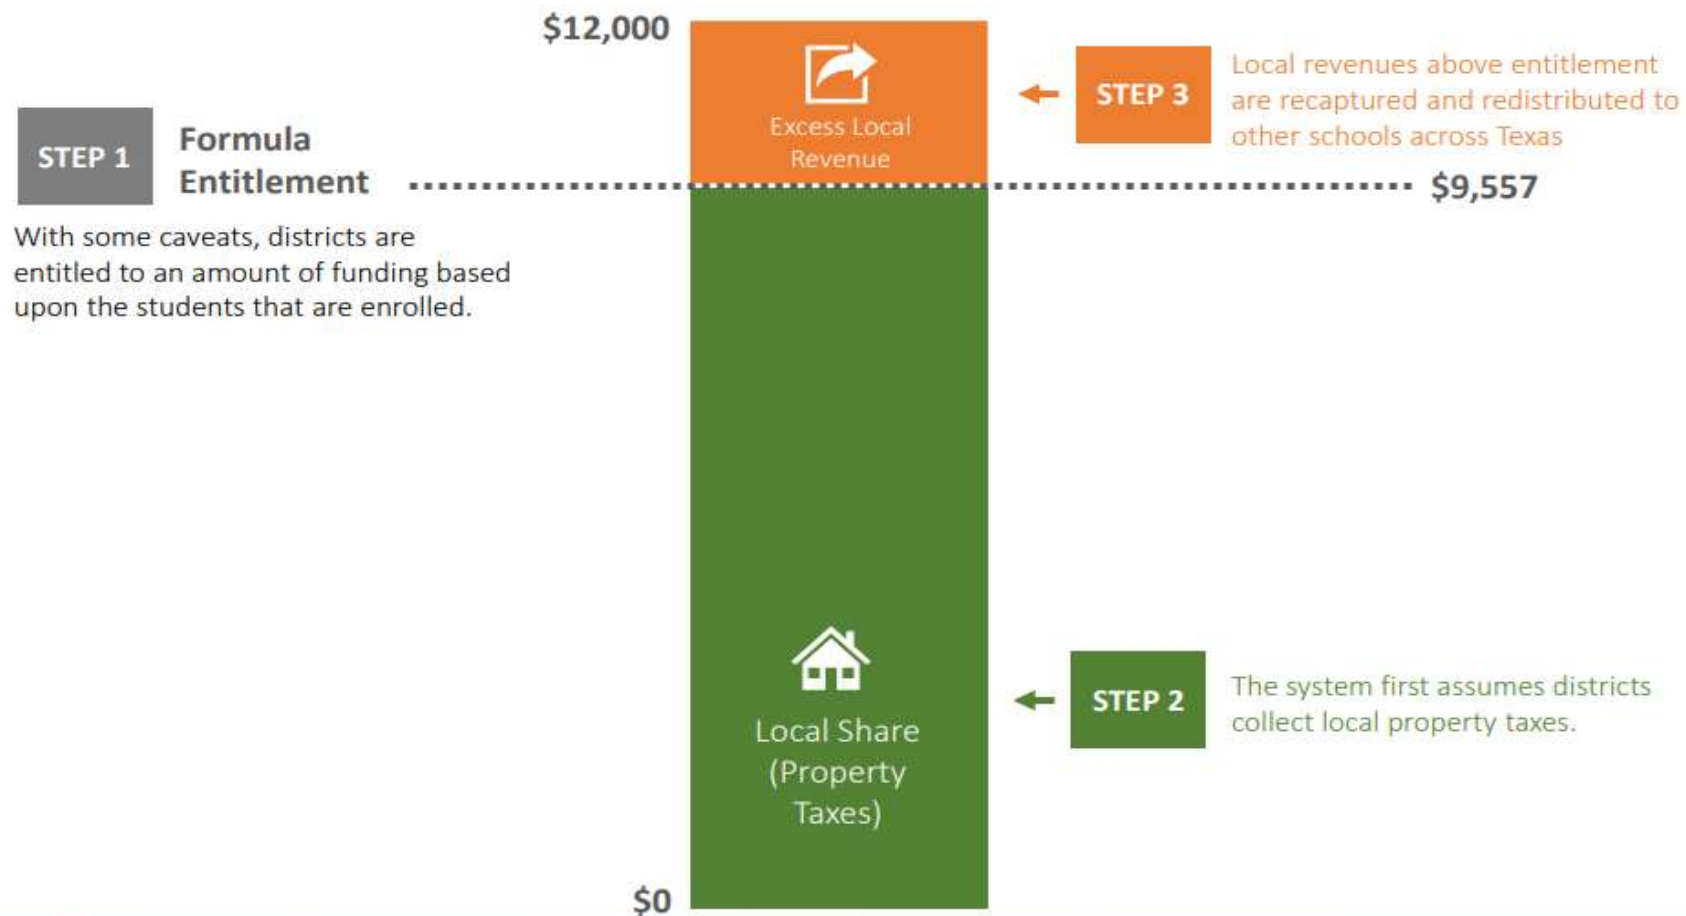 $12,000
STEP 1
Formula
Entitlement
With some caveats, districts are
entitled to an amount of funding based
upon the students that are enrolled.
Excess Local
Revenue
STEP 3
Local revenues above entitlement
are recaptured and redistributed to
other schools across Texas
$9,557
Local Share
(Property
Taxes)
STEP 2
The system first assumes districts
collect local property taxes.
$0